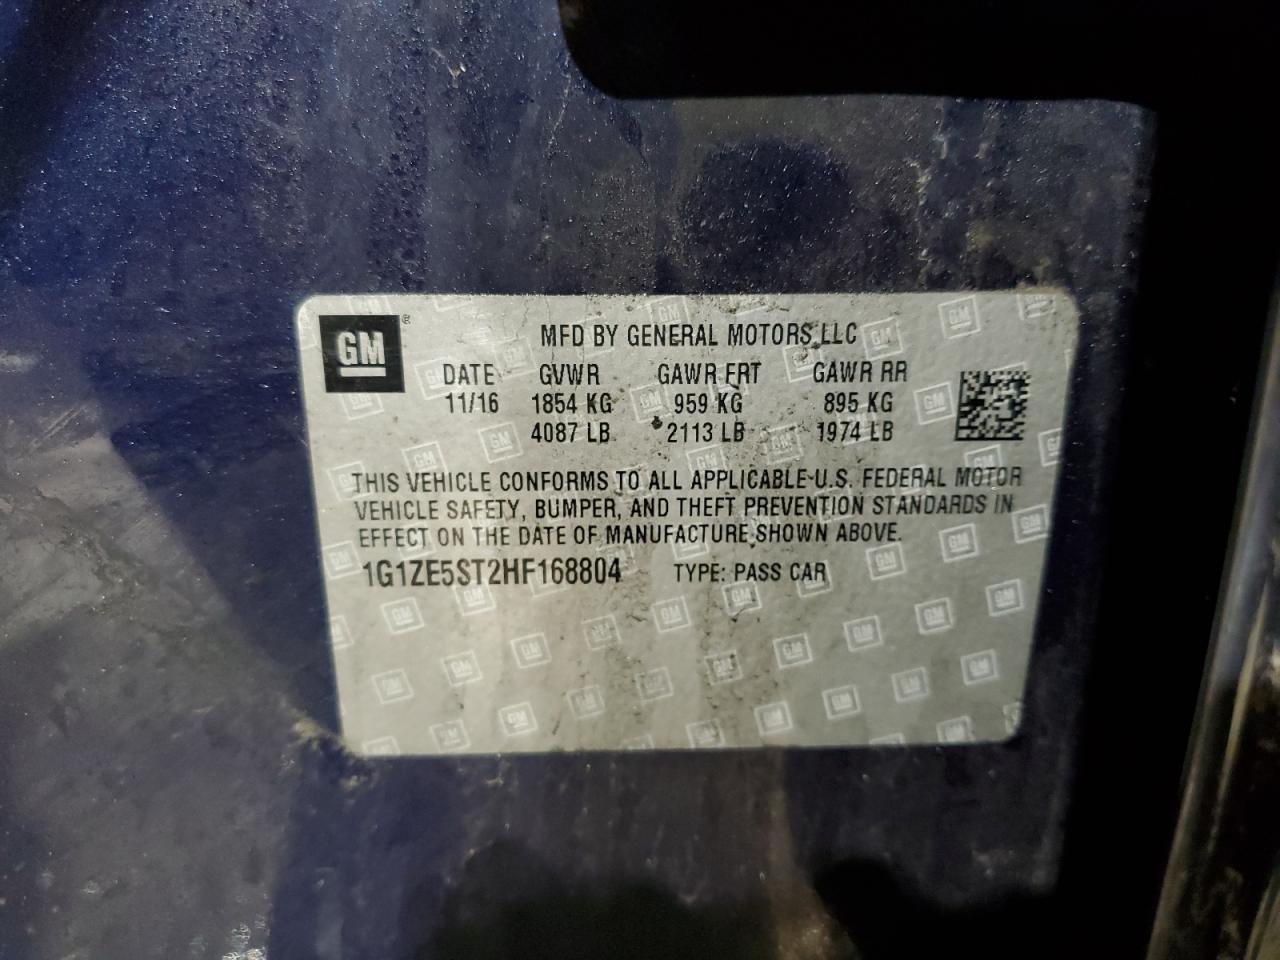 GM ®
MFD BY GENERAL MOTORS LLC
DATE GVWR GAWR FRT GAWR RR
11/16 1854 KG 959 KG 895 KG
4087 LB 2113 LB 1974 LB
THIS VEHICLE CONFORMS TO ALL APPLICABLE U.S. FEDERAL MOTOR
VEHICLE SAFETY, BUMPER, AND THEFT PREVENTION STANDARDS IN
EFFECT ON THE DATE OF MANUFACTURE SHOWN ABOVE.
1G1ZE5ST2HF168804 TYPE: PASS CAR